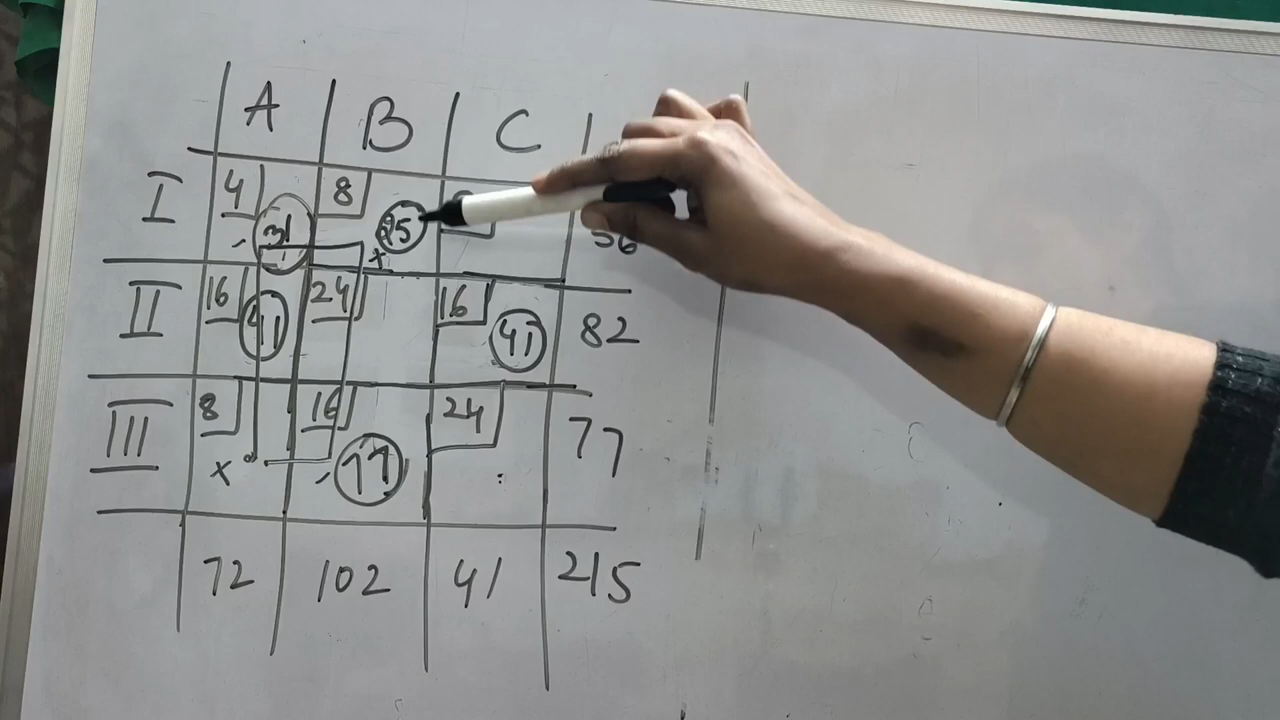 A B C
I 4 31 8 25 56
II 16 41 24 16 41 82
III 8 x 16 77 24 77
72 102 41 215